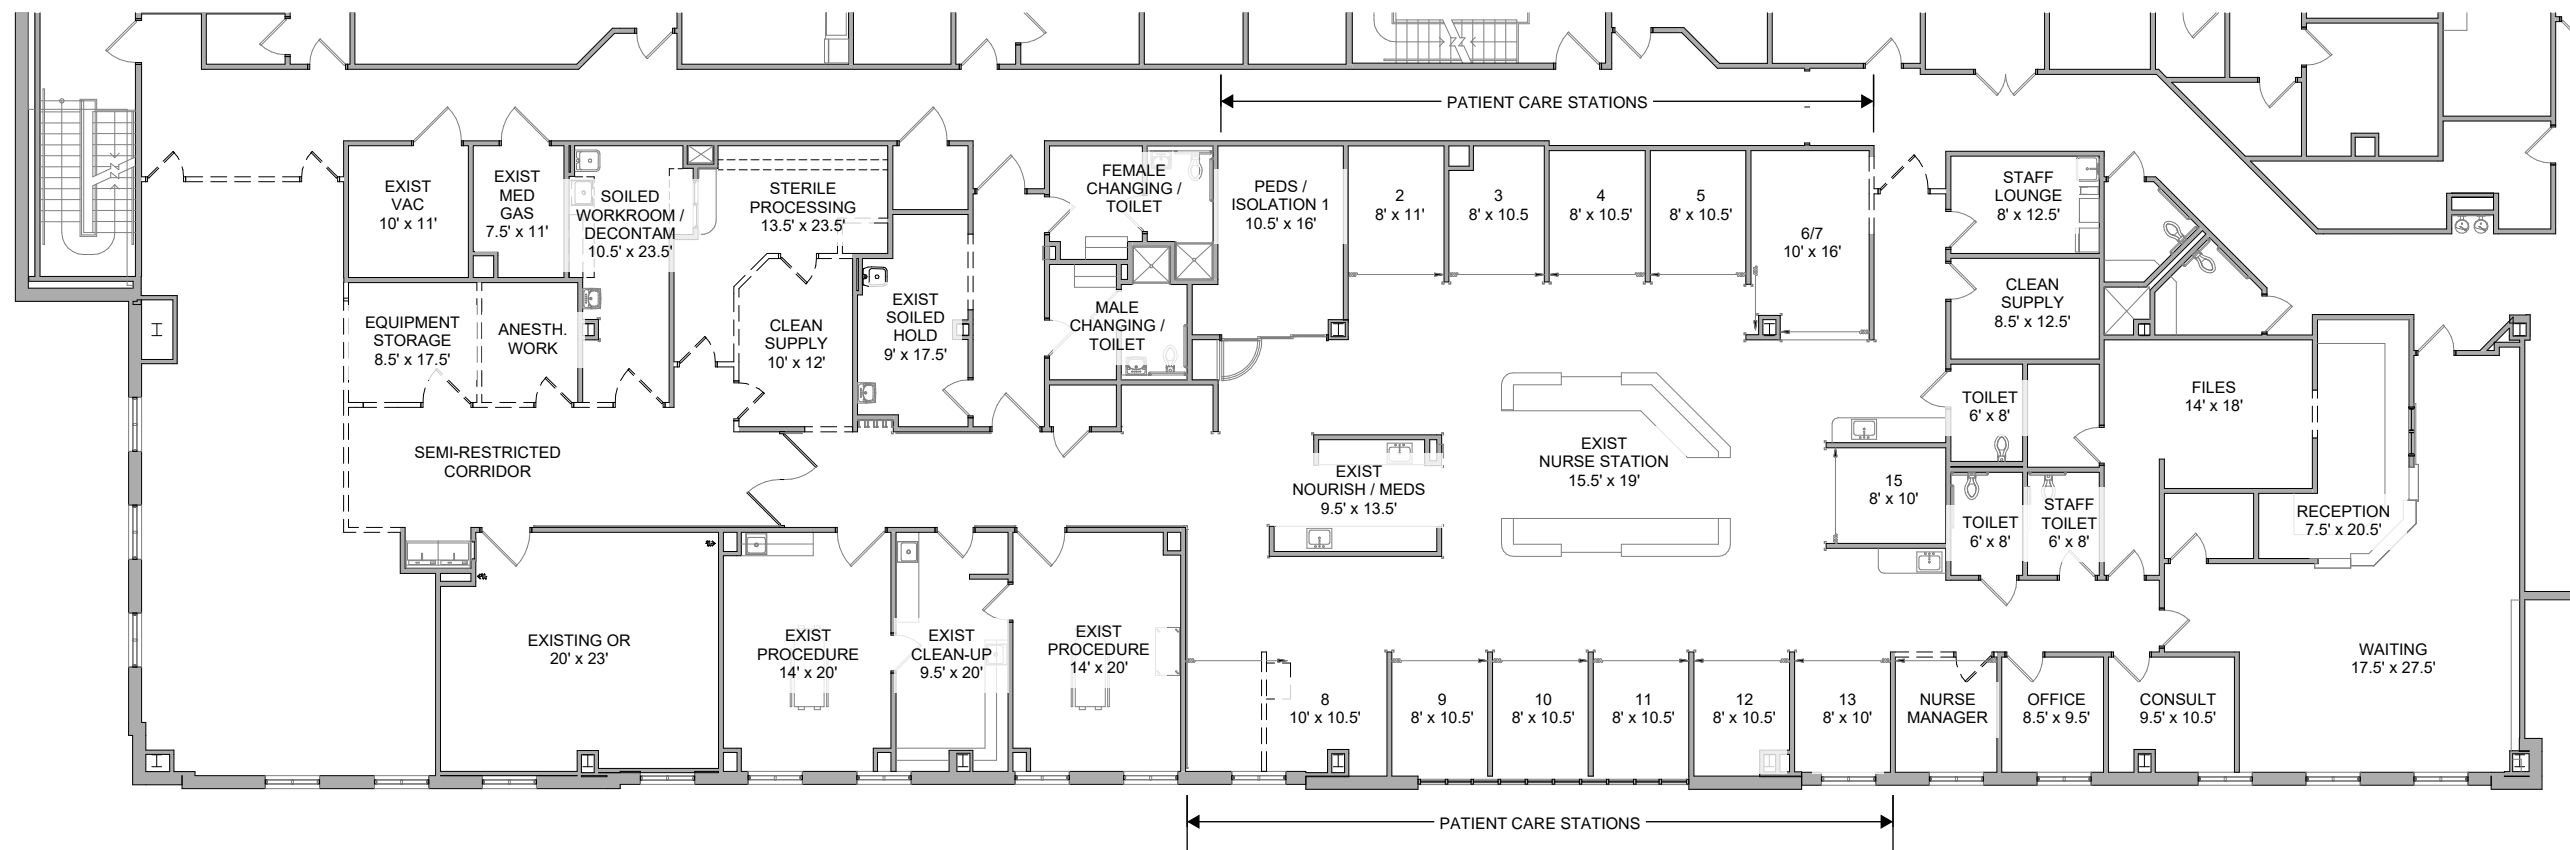 PATIENT CARE STATIONS
EXIST
VAC
10' x 11'
EXIST
MED
GAS
7.5' x 11'
SOILED
WORKROOM /
DECONTAM
10.5' x 23.5'
STERILE
PROCESSING
13.5' x 23.5'
FEMALE
CHANGING /
TOILET
PEDS /
ISOLATION 1
10.5' x 16'
2
8' x 11'
3
8' x 10.5
4
8' x 10.5'
5
8' x 10.5'
6/7
10' x 16'
STAFF
LOUNGE
8' x 12.5'
EQUIPMENT
STORAGE
8.5' x 17.5'
ANESTH.
WORK
CLEAN
SUPPLY
10' x 12'
EXIST
SOILED
HOLD
9' x 17.5'
MALE
CHANGING /
TOILET
CLEAN
SUPPLY
8.5' x 12.5'
TOILET
6' x 8'
FILES
14' x 18'
SEMI-RESTRICTED
CORRIDOR
EXIST
NOURISH / MEDS
9.5' x 13.5'
EXIST
NURSE STATION
15.5' x 19'
15
8' x 10'
TOILET
6' x 8'
STAFF
TOILET
6' x 8'
RECEPTION
7.5' x 20.5'
EXISTING OR
20' x 23'
EXIST
PROCEDURE
14' x 20'
EXIST
CLEAN-UP
9.5' x 20'
EXIST
PROCEDURE
14' x 20'
WAITING
17.5' x 27.5'
8
10' x 10.5'
9
8' x 10.5'
10
8' x 10.5'
11
8' x 10.5'
12
8' x 10.5'
13
8' x 10'
NURSE
MANAGER
OFFICE
8.5' x 9.5'
CONSULT
9.5' x 10.5'
PATIENT CARE STATIONS